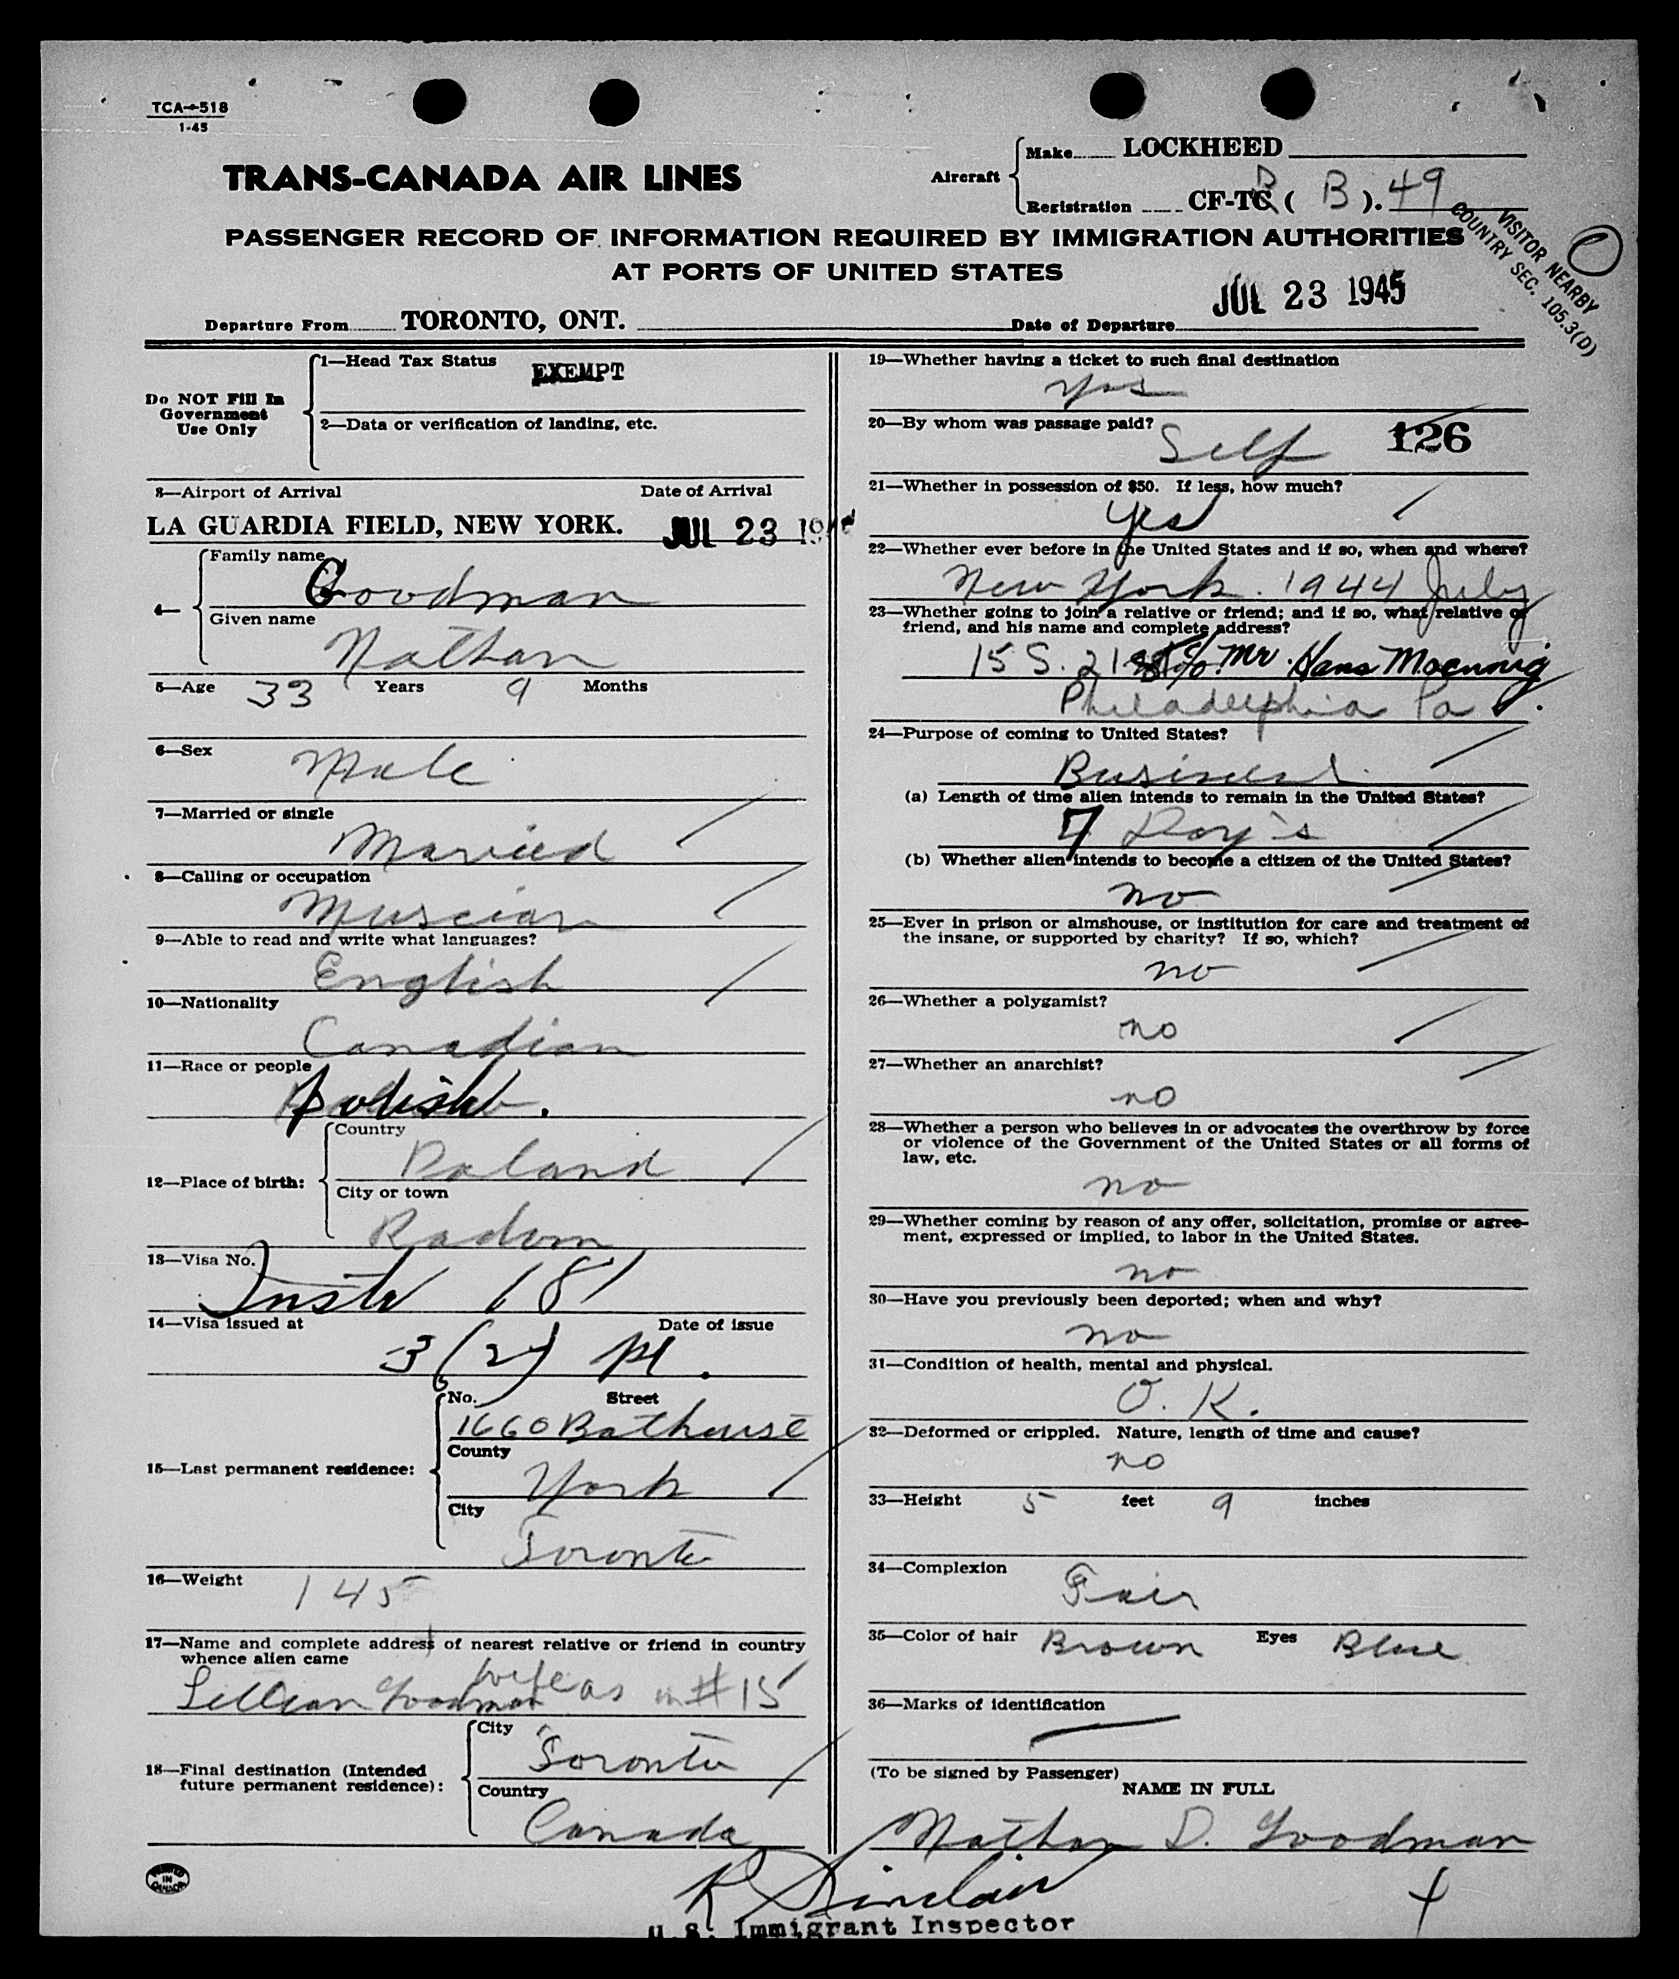 TCA-518
1-45
TRANS-CANADA AIR LINES
Aircraft
Make LOCKHEED
Registration CF-TC ( B ). 49
PASSENGER RECORD OF INFORMATION REQUIRED BY IMMIGRATION AUTHORITIES
AT PORTS OF UNITED STATES
VISITOR NEARBY
COUNTRY SEC. 105.3(D)
Departure From TORONTO, ONT. Date of Departure JUL 23 1945
Do NOT Fill In
Government
Use Only
1—Head Tax Status EXEMPT
2—Data or verification of landing, etc.
3—Airport of Arrival Date of Arrival
LA GUARDIA FIELD, NEW YORK. JUL 23
4—
Family name
Goodman
Given name
Nathan
5—Age 33 Years 9 Months
6—Sex
Male
7—Married or single
Married
8—Calling or occupation
Muscian
9—Able to read and write what languages?
English
10—Nationality
Canadian
11—Race or people
Polish.
12—Place of birth:
Country
Poland
City or town
Radom
13—Visa No.
Instr 181
14—Visa issued at Date of issue
3 (2)
15—Last permanent residence:
No. Street
1660 Bathurst
County
York
City
Toronto
16—Weight 145
17—Name and complete address of nearest relative or friend in country
whence alien came
Lillian Goodman wife as in #15
18—Final destination (Intended
future permanent residence):
City
Toronto
Country
Canada
PRINTED
IN
CANADA
19—Whether having a ticket to such final destination
Yes
20—By whom was passage paid?
Self
126
21—Whether in possession of $50. If less, how much?
Yes
22—Whether ever before in the United States and if so, when and where?
New York. 1944 July
23—Whether going to join a relative or friend; and if so, what relative or
friend, and his name and complete address?
15 S. 21 c/o Mr. Hans Moennig
Philadelphia Pa
24—Purpose of coming to United States?
Business
(a) Length of time alien intends to remain in the United States?
7 Day's
(b) Whether alien intends to become a citizen of the United States?
no
25—Ever in prison or almshouse, or institution for care and treatment of
the insane, or supported by charity? If so, which?
no
26—Whether a polygamist?
no
27—Whether an anarchist?
no
28—Whether a person who believes in or advocates the overthrow by force
or violence of the Government of the United States or all forms of
law, etc.
no
29—Whether coming by reason of any offer, solicitation, promise or agree-
ment, expressed or implied, to labor in the United States.
no
30—Have you previously been deported; when and why?
no
31—Condition of health, mental and physical.
O. K.
32—Deformed or crippled. Nature, length of time and cause?
no
33—Height 5 feet 9 inches
34—Complexion
Fair
35—Color of hair Brown Eyes Blue
36—Marks of identification
(To be signed by Passenger)
NAME IN FULL
Nathan D. Goodman
R Sinclair
U.S. Immigrant Inspector